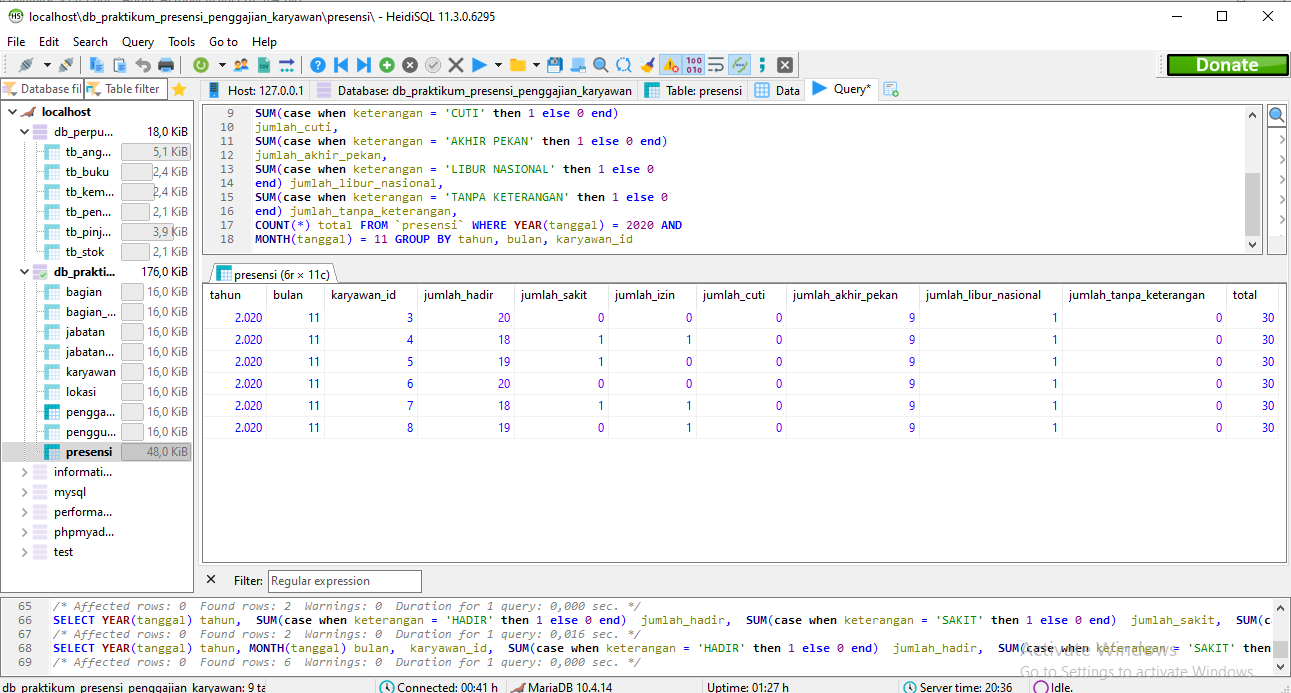 localhost\db_praktikum_presensi_penggajian_karyawan\presensi\ - HeidiSQL 11.3.0.6295
File Edit Search Query Tools Go to Help
Donate
Database fil Table filter
Host: 127.0.0.1 Database: db_praktikum_presensi_penggajian_karyawan Table: presensi Data Query*
localhost
db_perpu... 18,0 KiB
tb_ang... 5,1 KiB
tb_buku 2,4 KiB
tb_kem... 2,4 KiB
tb_pen... 2,1 KiB
tb_pinj... 3,9 KiB
tb_stok 2,1 KiB
db_prakti... 176,0 KiB
bagian 16,0 KiB
bagian_... 16,0 KiB
jabatan 16,0 KiB
jabatan... 16,0 KiB
karyawan 16,0 KiB
lokasi 16,0 KiB
pengga... 16,0 KiB
penggu... 16,0 KiB
presensi 48,0 KiB
informati...
mysql
performa...
phpmyad...
test
9 SUM(case when keterangan = 'CUTI' then 1 else 0 end)
10 jumlah_cuti,
11 SUM(case when keterangan = 'AKHIR PEKAN' then 1 else 0 end)
12 jumlah_akhir_pekan,
13 SUM(case when keterangan = 'LIBUR NASIONAL' then 1 else 0
14 end) jumlah_libur_nasional,
15 SUM(case when keterangan = 'TANPA KETERANGAN' then 1 else 0
16 end) jumlah_tanpa_keterangan,
17 COUNT(*) total FROM `presensi` WHERE YEAR(tanggal) = 2020 AND
18 MONTH(tanggal) = 11 GROUP BY tahun, bulan, karyawan_id
presensi (6r × 11c)
tahun bulan karyawan_id jumlah_hadir jumlah_sakit jumlah_izin jumlah_cuti jumlah_akhir_pekan jumlah_libur_nasional jumlah_tanpa_keterangan total
2.020 11 3 20 0 0 0 9 1 0 30
2.020 11 4 18 1 1 0 9 1 0 30
2.020 11 5 19 1 0 0 9 1 0 30
2.020 11 6 20 0 0 0 9 1 0 30
2.020 11 7 18 1 1 0 9 1 0 30
2.020 11 8 19 0 1 0 9 1 0 30
Filter: Regular expression
65 /* Affected rows: 0 Found rows: 2 Warnings: 0 Duration for 1 query: 0,000 sec. */
66 SELECT YEAR(tanggal) tahun, SUM(case when keterangan = 'HADIR' then 1 else 0 end) jumlah_hadir, SUM(case when keterangan = 'SAKIT' then 1 else 0 end) jumlah_sakit, SUM(c
67 /* Affected rows: 0 Found rows: 2 Warnings: 0 Duration for 1 query: 0,016 sec. */
68 SELECT YEAR(tanggal) tahun, MONTH(tanggal) bulan, karyawan_id, SUM(case when keterangan = 'HADIR' then 1 else 0 end) jumlah_hadir, SUM(case when keterangan = 'SAKIT' then
69 /* Affected rows: 0 Found rows: 6 Warnings: 0 Duration for 1 query: 0,000 sec. */
Activate Windows
Go to Settings to activate Windows.
db_praktikum_presensi_penggajian_karyawan: 9 ta Connected: 00:41 h MariaDB 10.4.14 Uptime: 01:27 h Server time: 20:36 Idle.